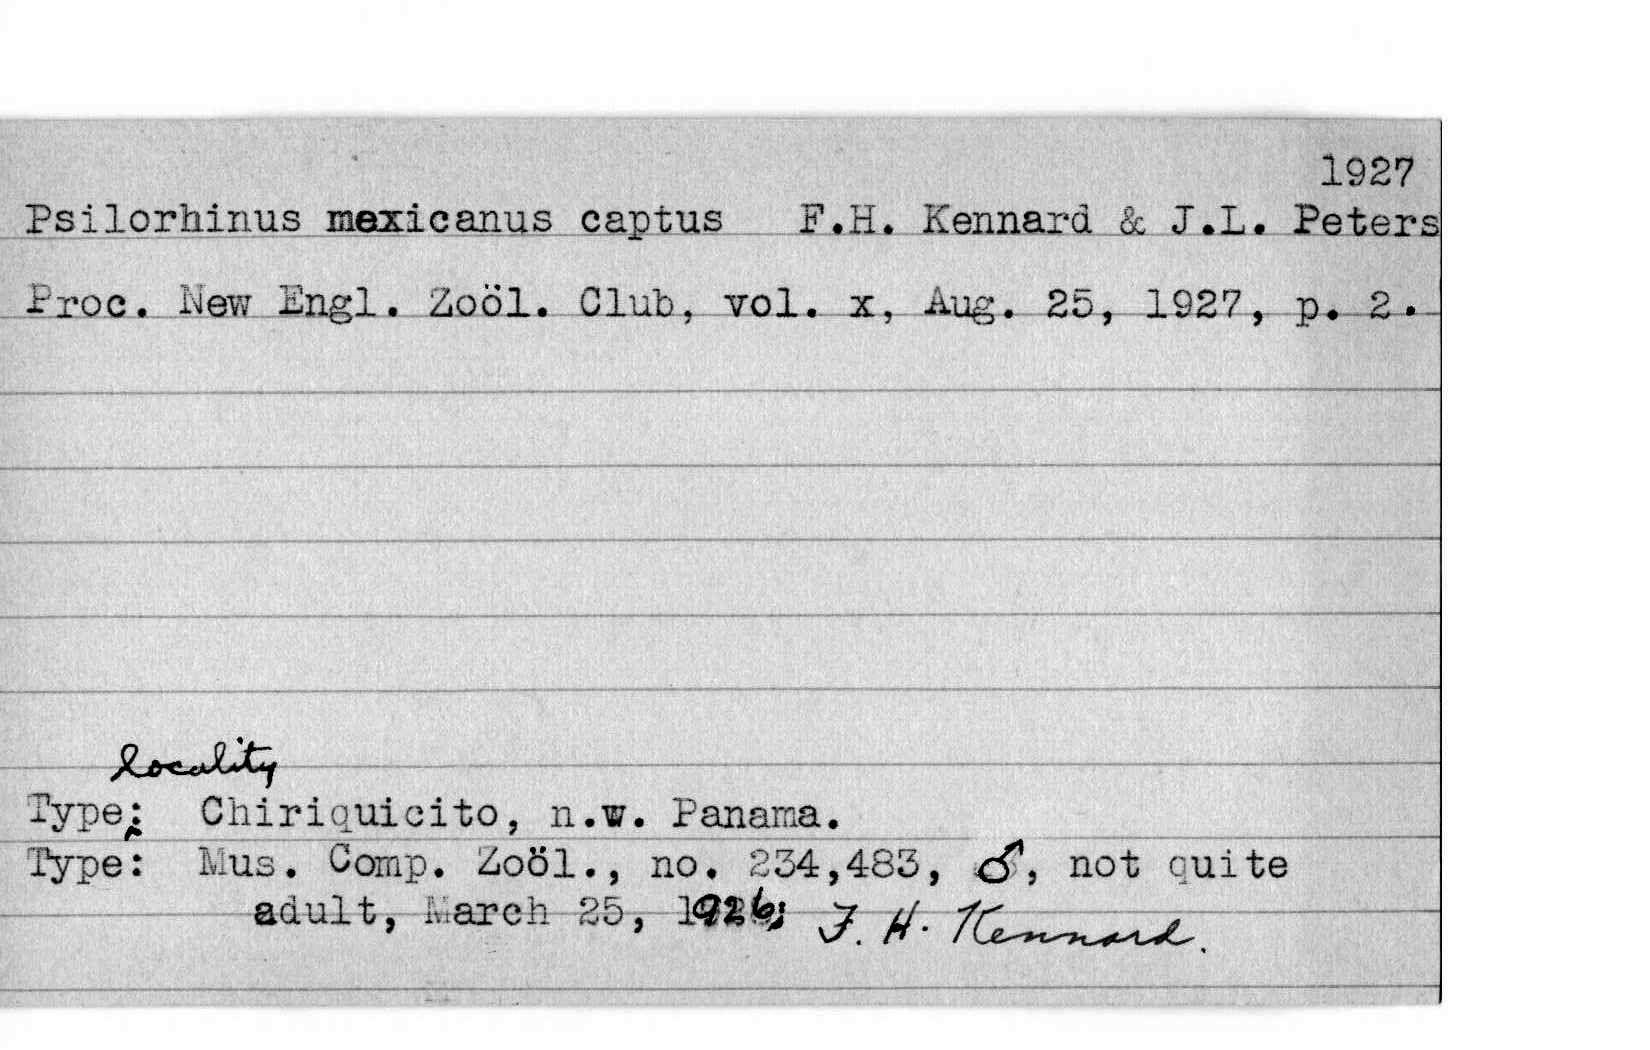 1927
Psilorhinus mexicanus captus F.H. Kennard & J.L. Peters
Proc. New Engl. Zoöl. Club, vol. x, Aug. 25, 1927, p. 2.
locality
Type: Chiriquicito, n.w. Panama.
Type: Mus. Comp. Zoöl., no. 234,483, ♂, not quite
adult, March 25, 1926; F. H. Kennard.